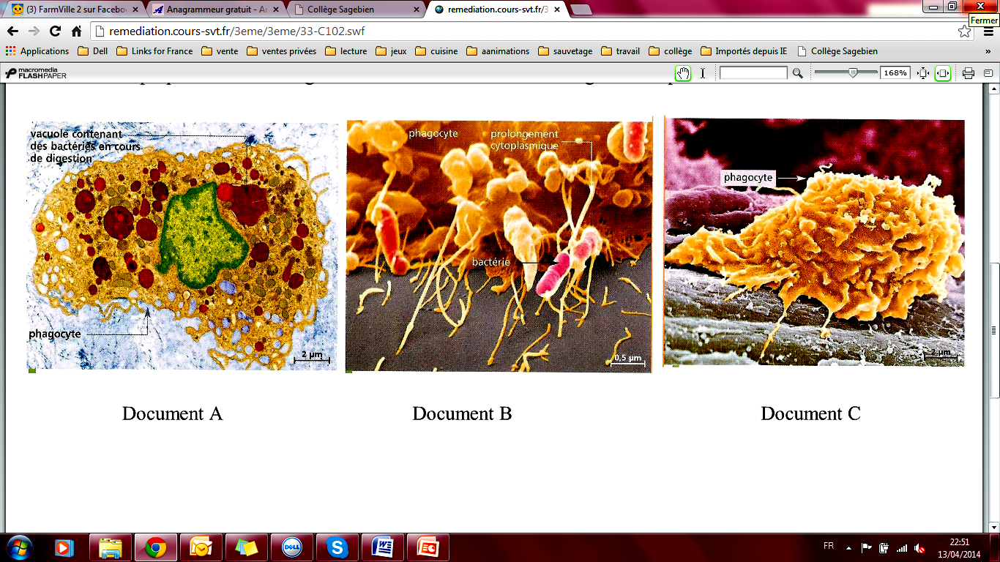 (3) FarmVille 2 sur Facebo
Anagrammeur gratuit - A
Collège Sagebien
remediation.cours-svt.fr/3
Fermer
remediation.cours-svt.fr/3eme/3eme/33-C102.swf
Applications
Dell
Links for France
vente
ventes privées
lecture
jeux
cuisine
aanimations
sauvetage
travail
collège
Importés depuis IE
Collège Sagebien
»
macromedia
FLASHPAPER
168%
vacuole contenant
des bactéries en cours
de digestion
phagocyte
2 µm
phagocyte
prolongement
cytoplasmique
bactérie
0,5 µm
phagocyte
2 µm
Document A
Document B
Document C
DELL
FR
22:51
13/04/2014